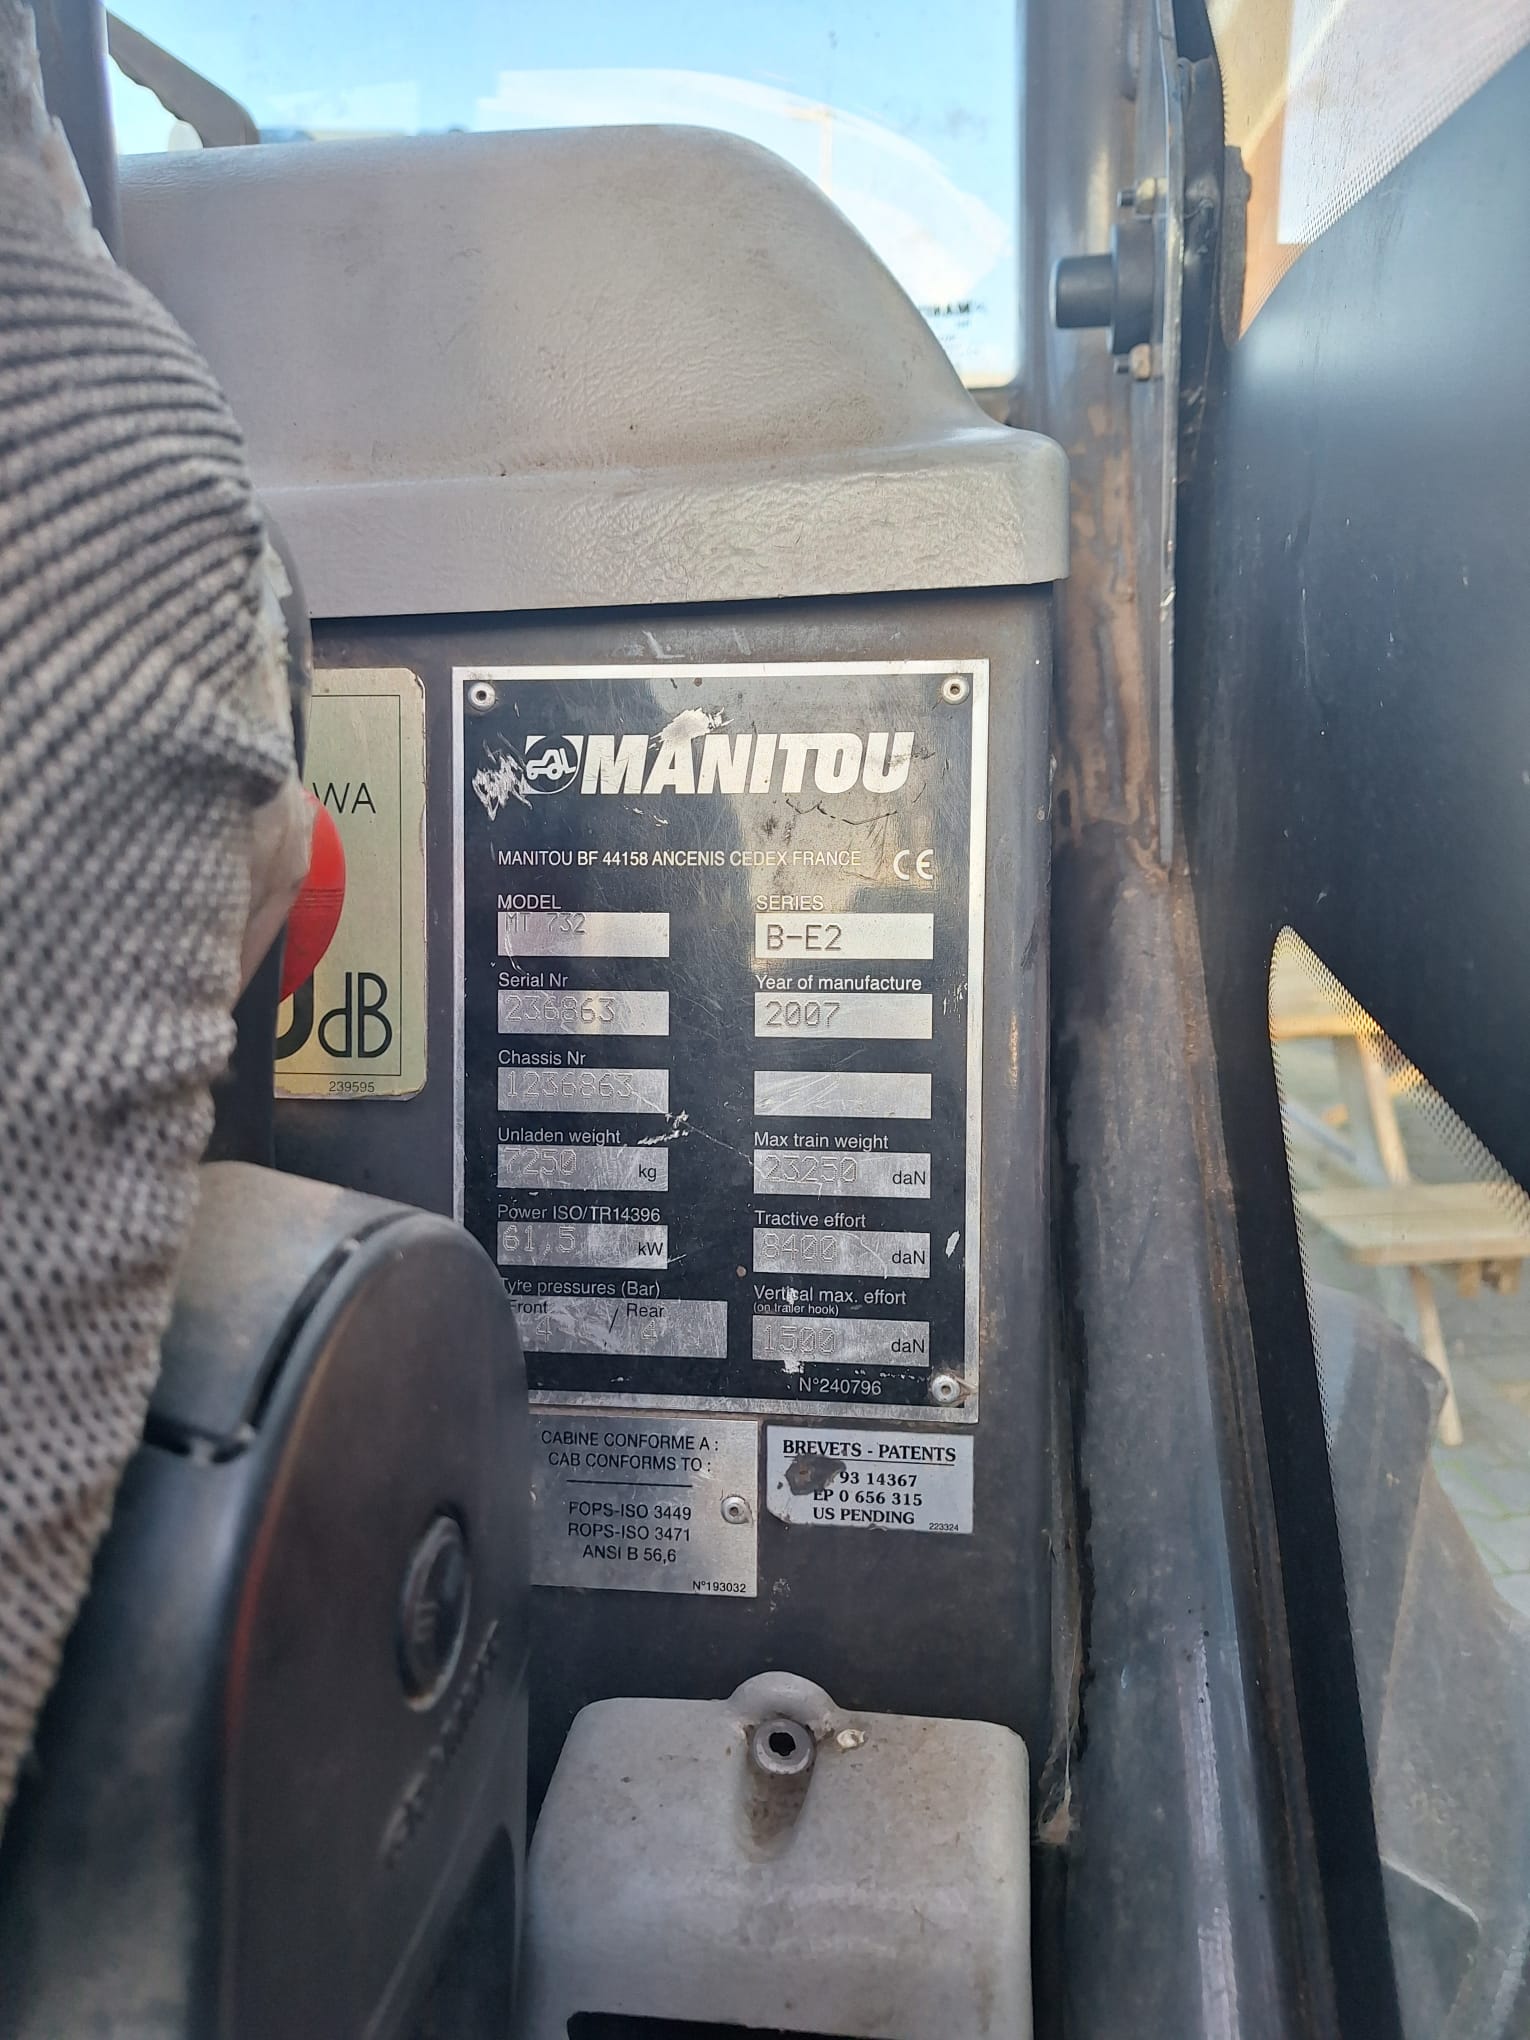 WA
dB
239595
MANITOU
MANITOU BF 44158 ANCENIS CEDEX FRANCE CE
MODEL
MT 732
SERIES
B-E2
Serial Nr
236863
Year of manufacture
2007
Chassis Nr
1236863
Unladen weight
7250 kg
Max train weight
23250 daN
Power ISO/TR14396
61,5 kW
Tractive effort
8400 daN
Tyre pressures (Bar)
Front / Rear
4 4
Vertical max. effort
(on trailer hook)
1500 daN
N°240796
CABINE CONFORME A :
CAB CONFORMS TO :
FOPS-ISO 3449
ROPS-ISO 3471
ANSI B 56,6
N°193032
BREVETS - PATENTS
93 14367
EP 0 656 315
US PENDING
223324